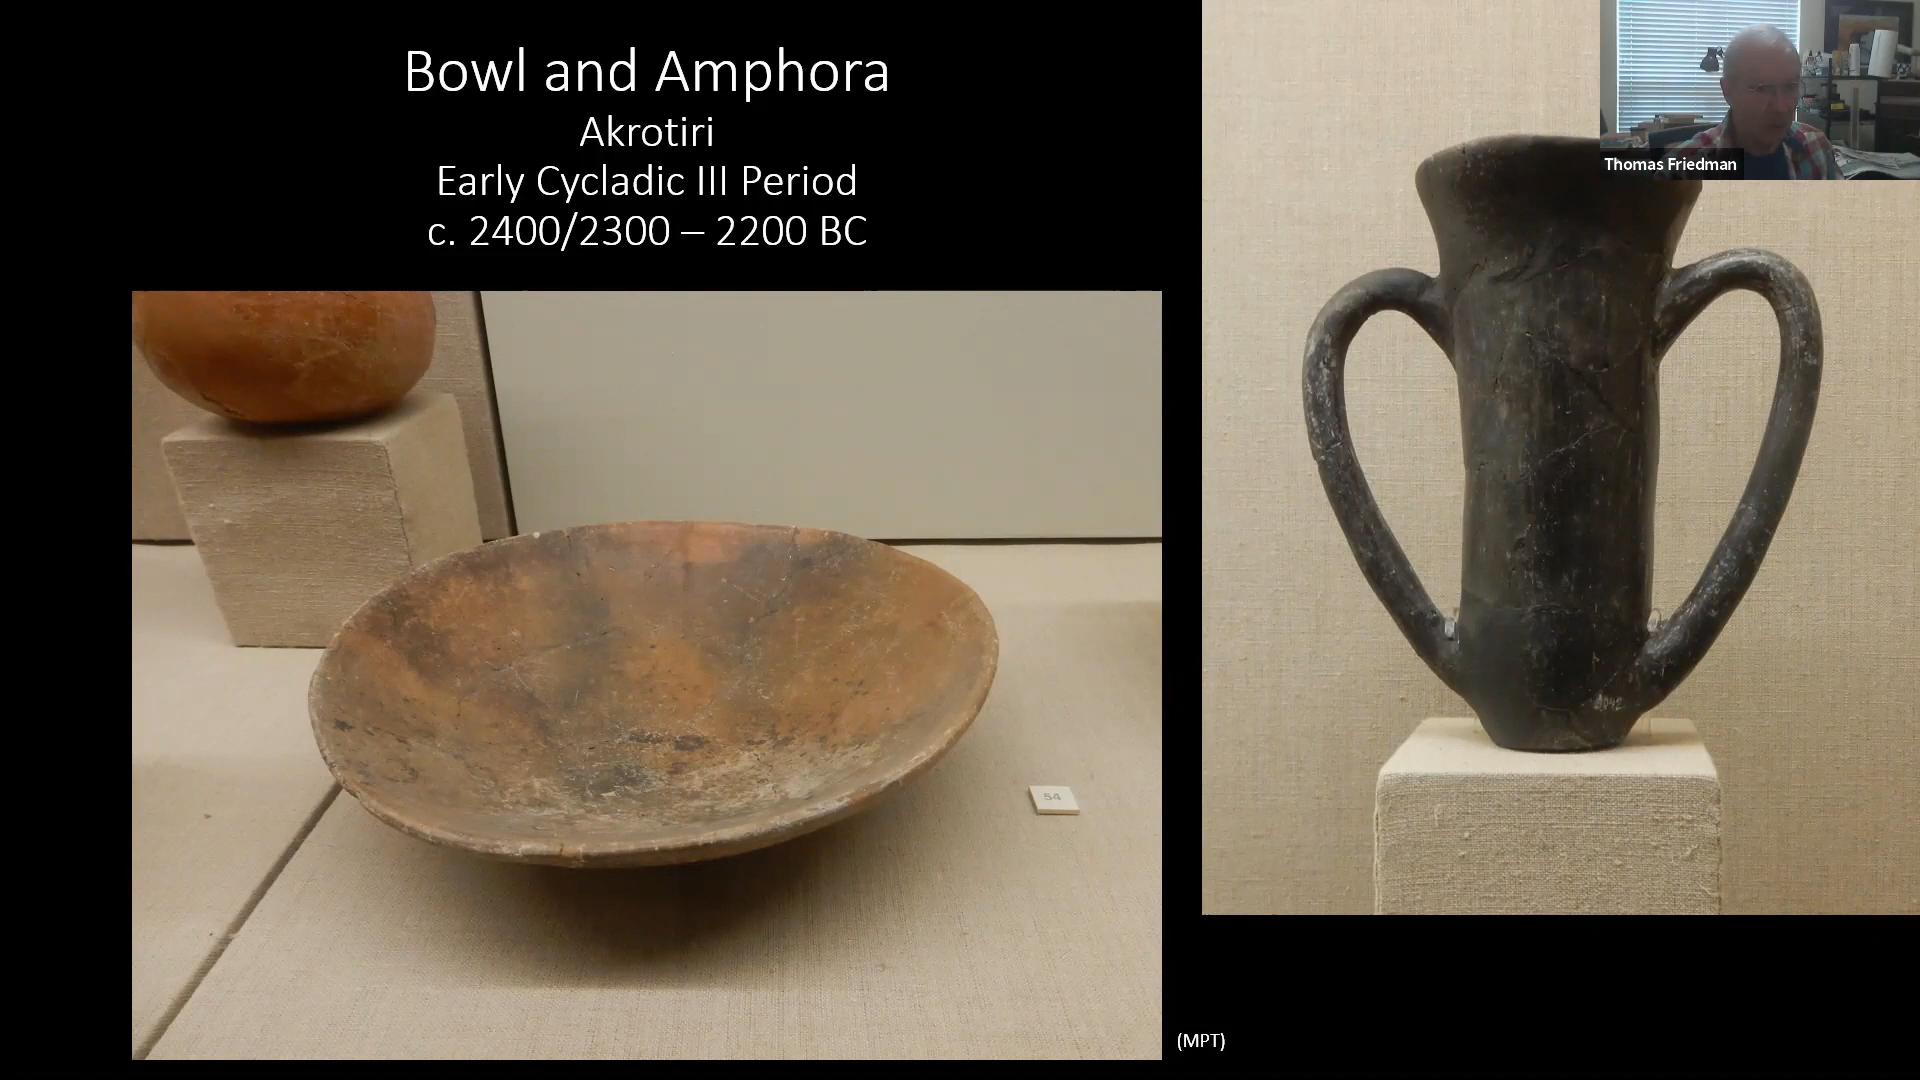 Bowl and Amphora
Akrotiri
Early Cycladic III Period
c. 2400/2300 – 2200 BC
Thomas Friedman
54
(MPT)